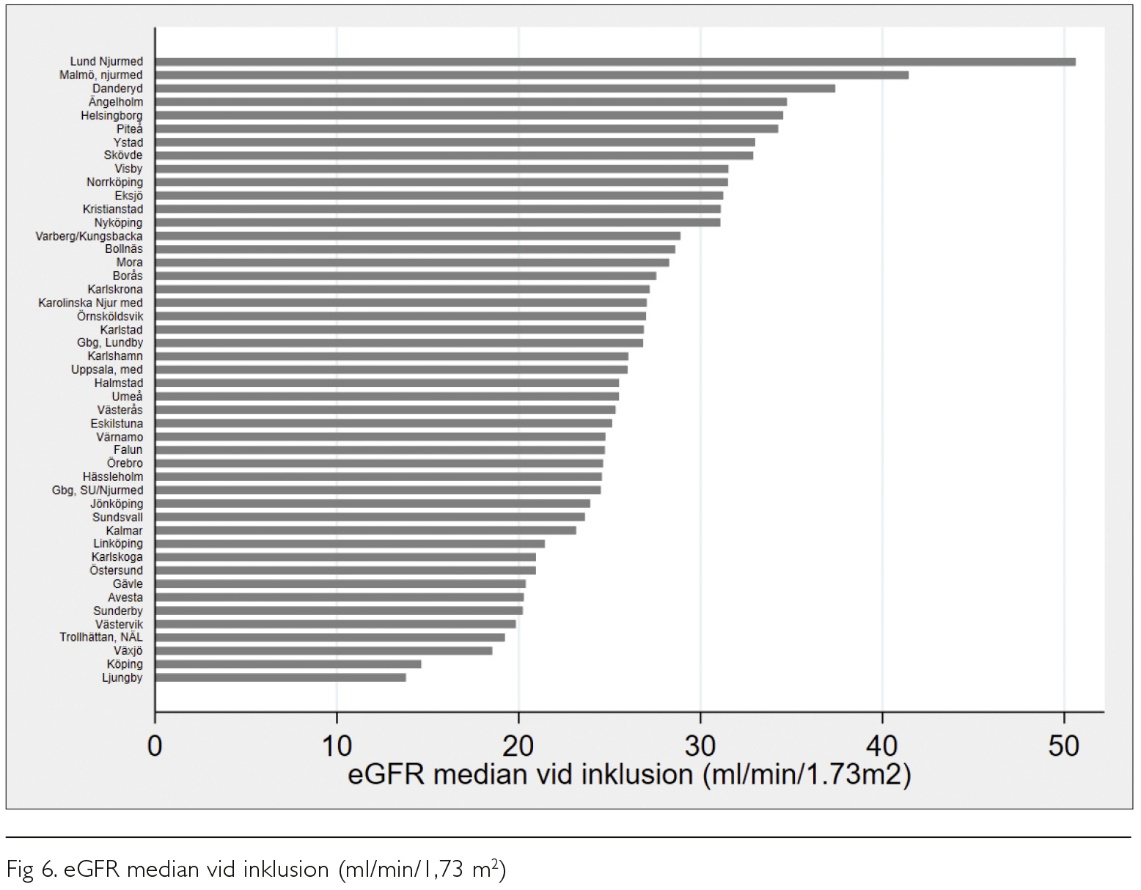 Lund Njurmed
Malmö, njurmed
Danderyd
Ängelholm
Helsingborg
Piteå
Ystad
Skövde
Visby
Norrköping
Eksjö
Kristianstad
Nyköping
Varberg/Kungsbacka
Bollnäs
Mora
Borås
Karlskrona
Karolinska Njur med
Örnsköldsvik
Karlstad
Gbg, Lundby
Karlshamn
Uppsala, med
Halmstad
Umeå
Västerås
Eskilstuna
Värnamo
Falun
Örebro
Hässleholm
Gbg, SU/Njurmed
Jönköping
Sundsvall
Kalmar
Linköping
Karlskoga
Östersund
Gävle
Avesta
Sunderby
Västervik
Trollhättan, NÄL
Växjö
Köping
Ljungby
0 10 20 30 40 50
eGFR median vid inklusion (ml/min/1.73m2)
Fig 6. eGFR median vid inklusion (ml/min/1,73 m²)